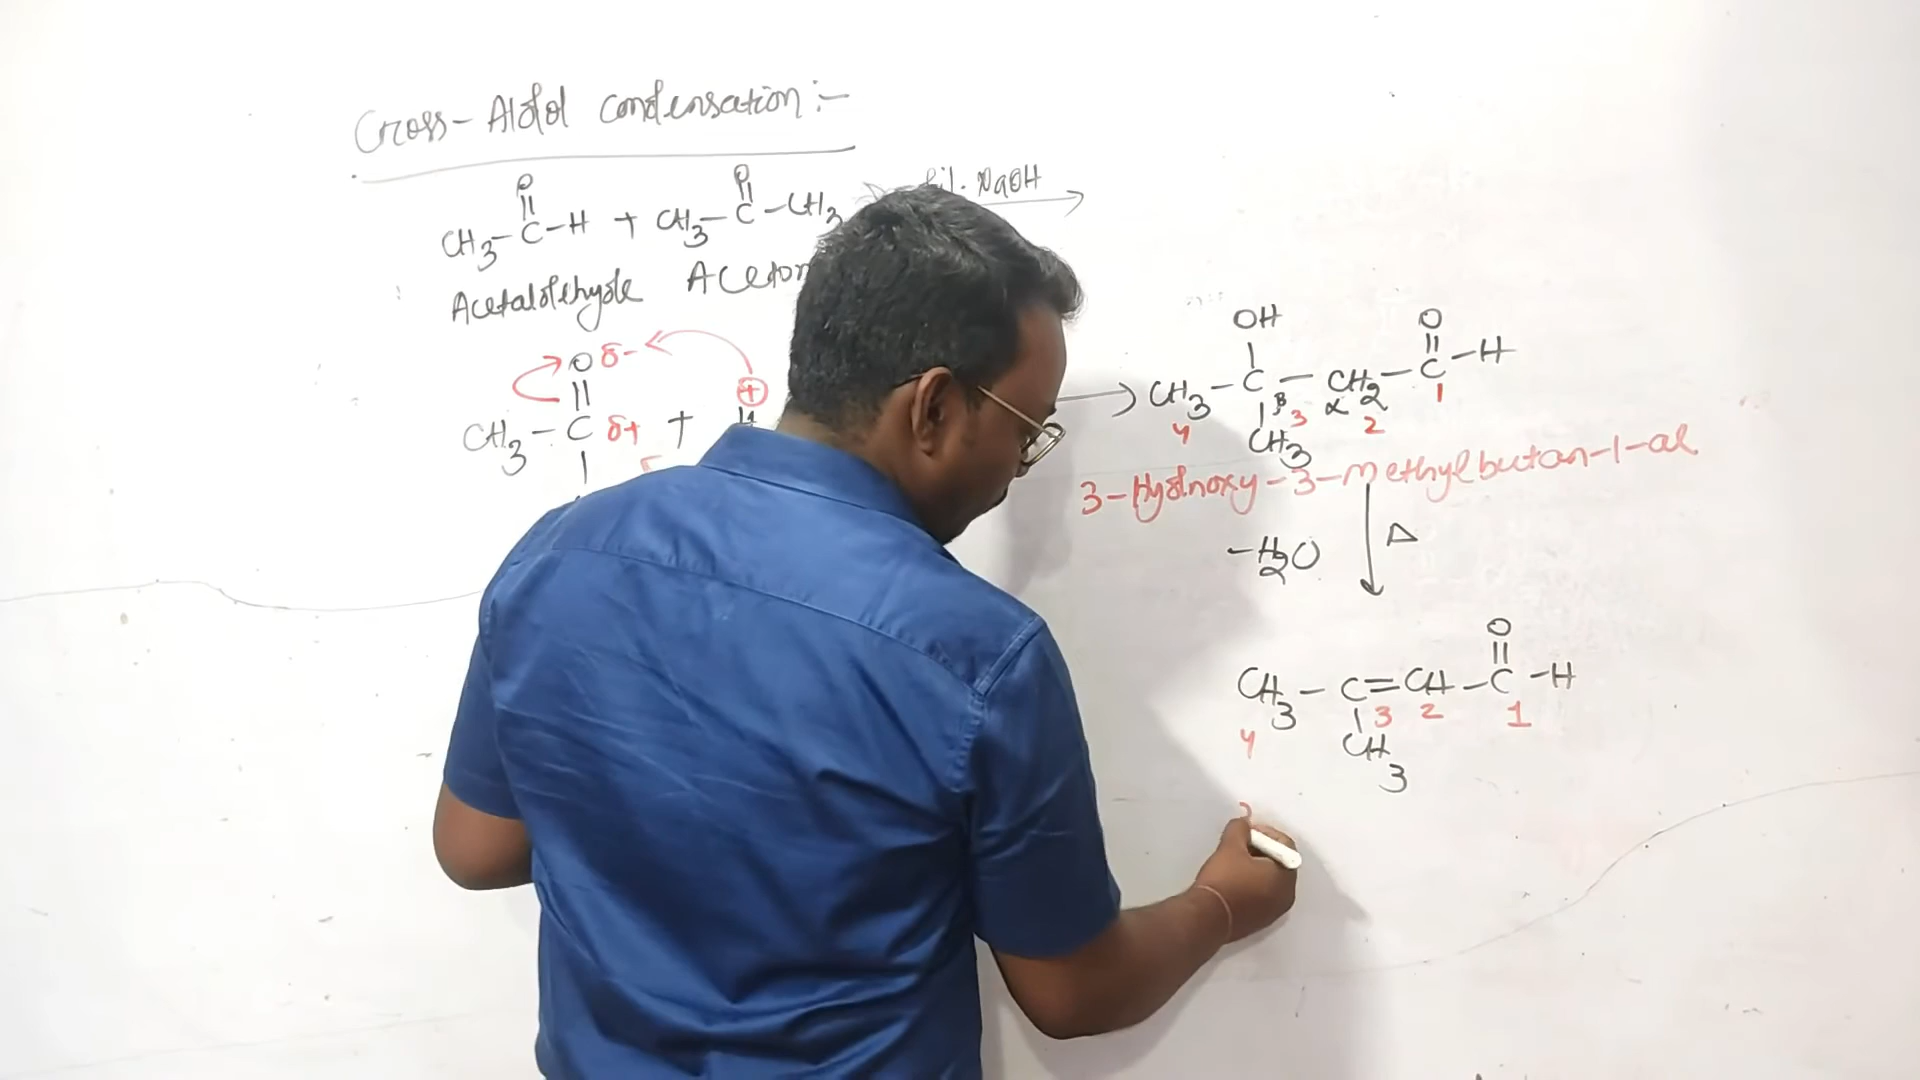 Cross-Aldol condensation:-
O O
CH3-C-H + CH3-C-CH3 dil. NaOH
Acetaldehyde
O δ-
CH3-C δ+ + H
OH O
CH3-C-CH2-C-H
β α
4 3 2 1
CH3
3-Hydroxy-3-Methylbutan-1-al
-H2O Δ
O
CH3-C=CH-C-H
4 3 2 1
CH3